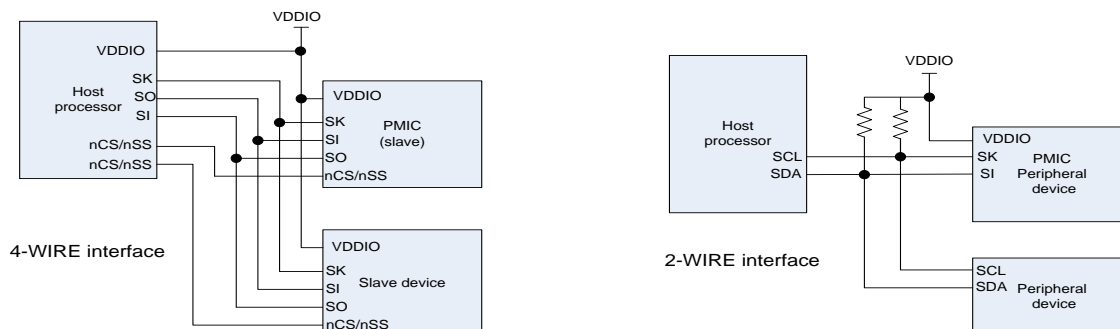 VDDIO
VDDIO
Host
processor
SK
SO
SI
nCS/nSS
nCS/nSS
VDDIO
SK
SI
SO
nCS/nSS
PMIC
(slave)
4-WIRE interface
VDDIO
SK
SI
SO
nCS/nSS
Slave device
VDDIO
Host
processor
SCL
SDA
VDDIO
SK
SI
PMIC
Peripheral
device
2-WIRE interface
SCL
SDA
Peripheral
device